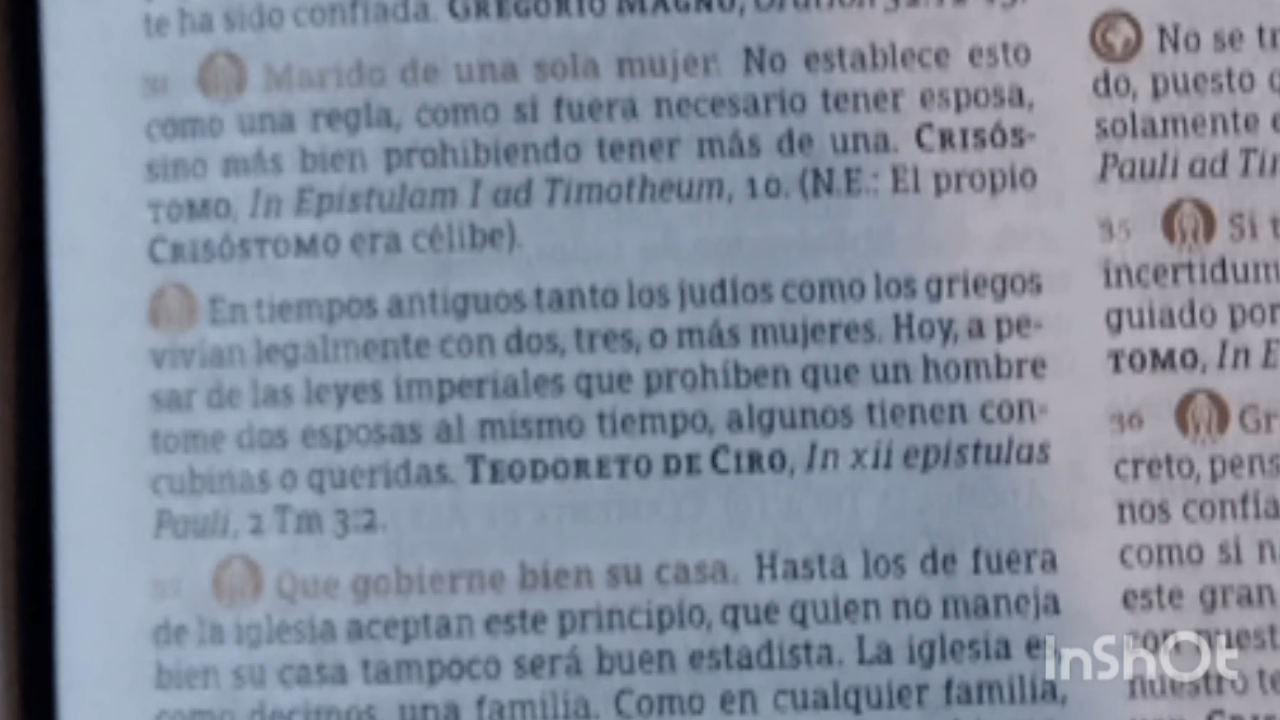 te ha sido confiada. GREGORIO MAGNO,
Marido de una sola mujer. No establece esto
como una regla, como si fuera necesario tener esposa,
sino más bien prohibiendo tener más de una. CRISÓS-
TOMO, In Epistulam I ad Timotheum, 10. (N.E.: El propio
CRISÓSTOMO era célibe).
En tiempos antiguos tanto los judíos como los griegos
vivían legalmente con dos, tres, o más mujeres. Hoy, a pe-
sar de las leyes imperiales que prohíben que un hombre
tome dos esposas al mismo tiempo, algunos tienen con-
cubinas o queridas. TEODORETO DE CIRO, In xii epistulas
Pauli, 2 Tm 3:2.
Que gobierne bien su casa. Hasta los de fuera
de la iglesia aceptan este principio, que quien no maneja
bien su casa tampoco será buen estadista. La iglesia es,
como decimos, una familia. Como en cualquier familia,
No se tr
do, puesto
solamente
Pauli ad Ti
35 Si t
incertidum
guiado por
TOMO, In E
36 Gr
creto, pens
nos confia
como si n
este gran
con nuest
nuestro te
InShOt